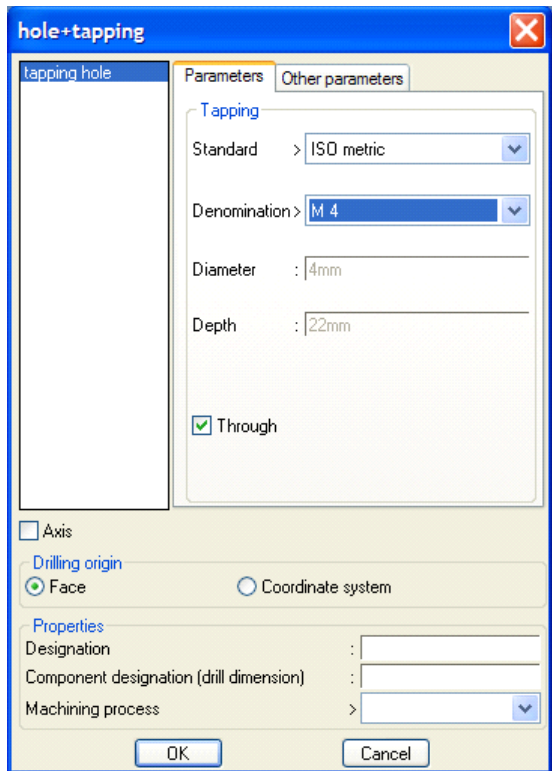 hole+tapping
tapping hole
Parameters Other parameters
Tapping
Standard > ISO metric
Denomination > M 4
Diameter : 4mm
Depth : 22mm
Through
Axis
Drilling origin
Face Coordinate system
Properties
Designation :
Component designation (drill dimension) :
Machining process >
OK Cancel